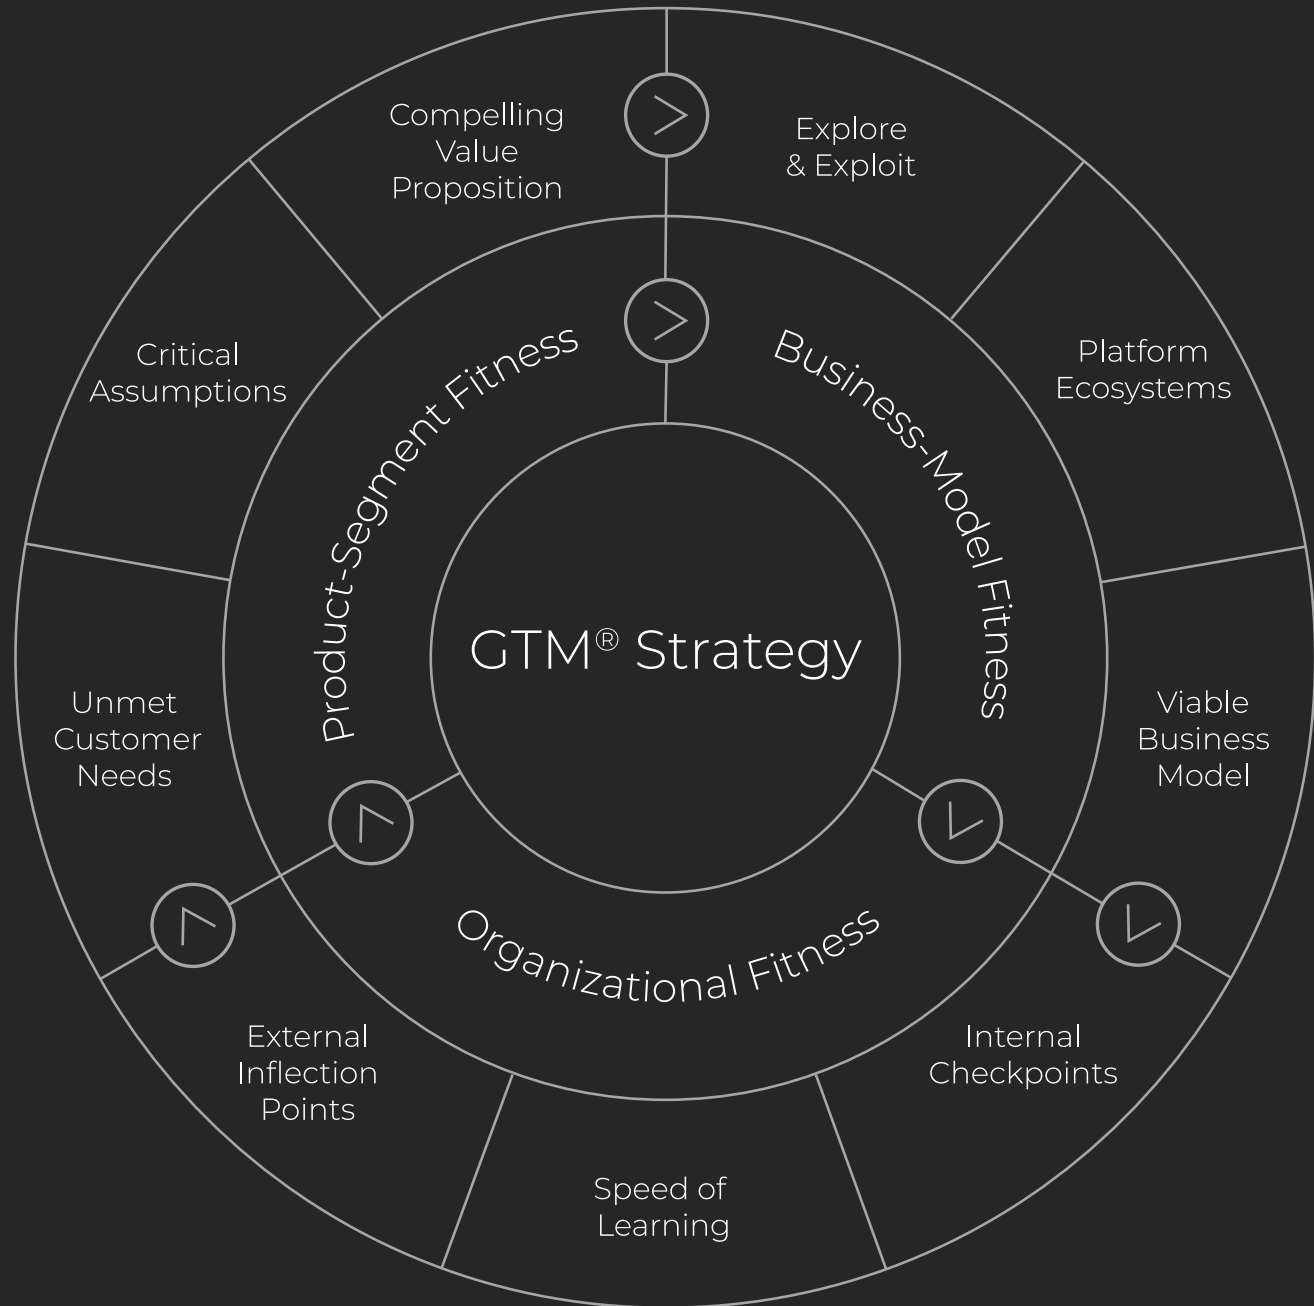 Compelling
Value
Proposition
Explore
& Exploit
Critical
Assumptions
Platform
Ecosystems
Product-Segment Fitness
Business-Model Fitness
GTM® Strategy
Unmet
Customer
Needs
Viable
Business
Model
Organizational Fitness
External
Inflection
Points
Internal
Checkpoints
Speed of
Learning